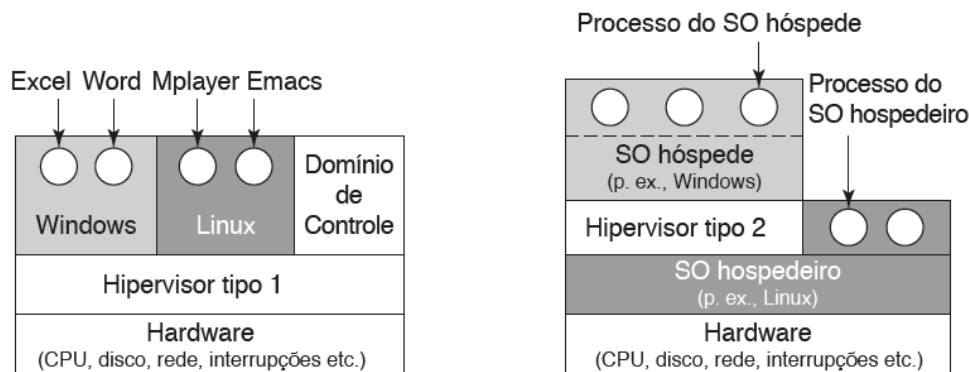 Excel Word Mplayer Emacs
Domínio
de
Controle
Windows
Linux
Hipervisor tipo 1
Hardware
(CPU, disco, rede, interrupções etc.)
Processo do SO hóspede
Processo do
SO hospedeiro
SO hóspede
(p. ex., Windows)
Hipervisor tipo 2
SO hospedeiro
(p. ex., Linux)
Hardware
(CPU, disco, rede, interrupções etc.)